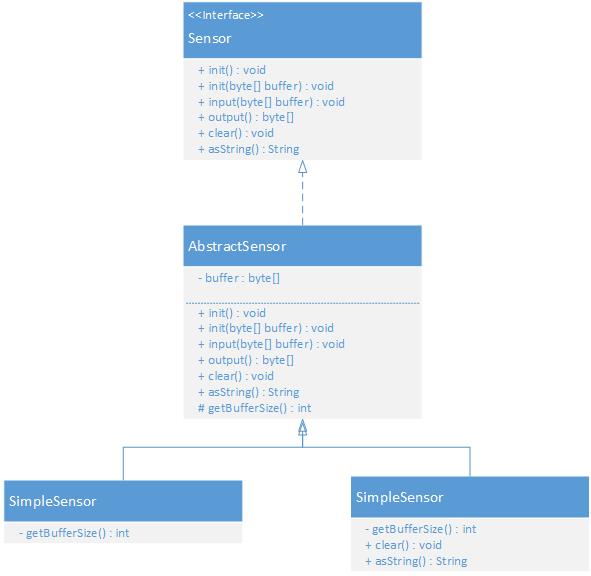 <<Interface>>
Sensor
+ init() : void
+ init(byte[] buffer) : void
+ input(byte[] buffer) : void
+ output() : byte[]
+ clear() : void
+ asString() : String
AbstractSensor
- buffer : byte[]
+ init() : void
+ init(byte[] buffer) : void
+ input(byte[] buffer) : void
+ output() : byte[]
+ clear() : void
+ asString() : String
# getBufferSize() : int
SimpleSensor
- getBufferSize() : int
SimpleSensor
- getBufferSize() : int
+ clear() : void
+ asString() : String